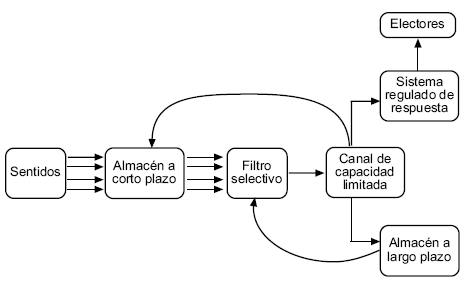 Electores
Sistema
regulado de
respuesta
Sentidos
Almacén a
corto plazo
Filtro
selectivo
Canal de
capacidad
limitada
Almacén a
largo plazo